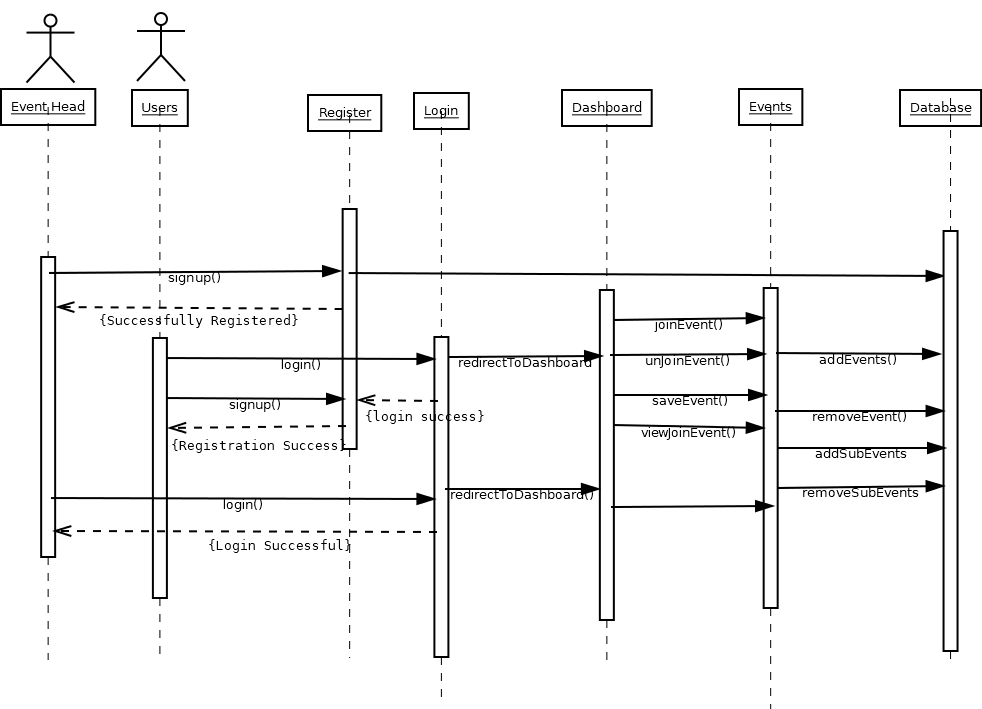 Event Head
Users
Register
Login
Dashboard
Events
Database
signup()
{Successfully Registered}
joinEvent()
login()
redirectToDashboard
unJoinEvent()
addEvents()
signup()
{login success}
saveEvent()
removeEvent()
{Registration Success}
viewJoinEvent()
addSubEvents
login()
redirectToDashboard()
removeSubEvents
{Login Successful}